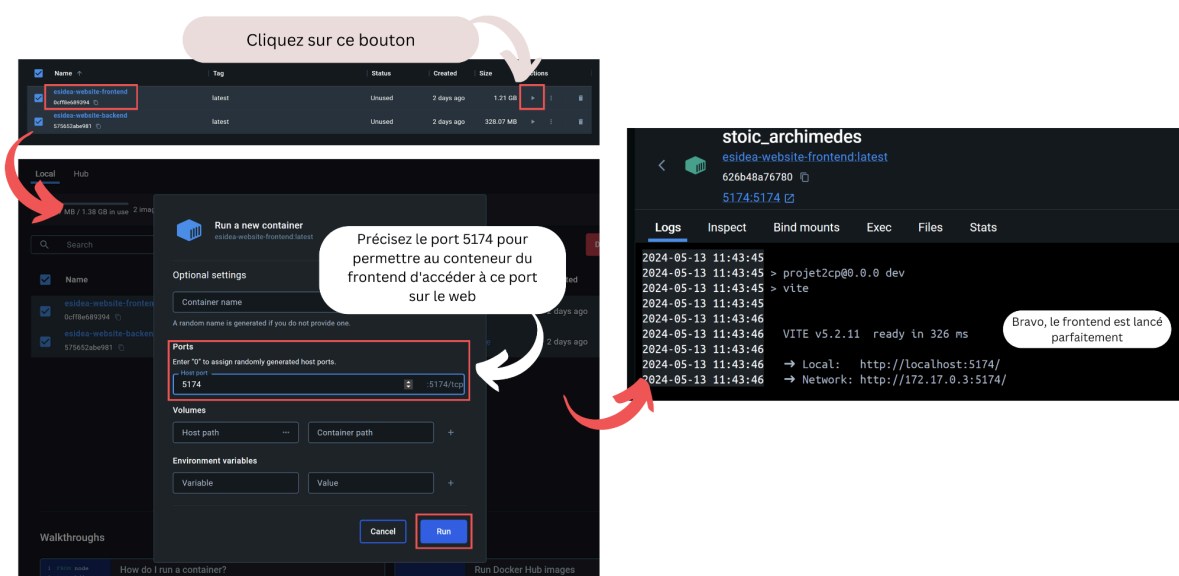 Cliquez sur ce bouton
Name ↑ Tag Status Created Size
esidea-website-frontend
0cff8e689394
latest Unused 2 days ago 1.21 GB
esidea-website-backend
575652abe981
latest Unused 2 days ago 328.07 MB
Local Hub
MB / 1.38 GB in use 2
Search
Name
esidea-website-fronten
0cff8e689394
2 days ago
esidea-website-backen
575652abe981
2 days ago
Run a new container
esidea-website-frontend:latest
Précisez le port 5174 pour
permettre au conteneur du
frontend d'accéder à ce port
sur le web
Optional settings
Container name
A random name is generated if you do not provide one.
Ports
Enter "0" to assign randomly generated host ports.
Host port
5174 :5174/tcp
Volumes
Host path ··· Container path +
Environment variables
Variable Value +
Cancel Run
Walkthroughs
How do I run a container?
Run Docker Hub images
stoic_archimedes
esidea-website-frontend:latest
626b48a76780
5174:5174
Logs Inspect Bind mounts Exec Files Stats
2024-05-13 11:43:45
2024-05-13 11:43:45 > projet2cp@0.0.0 dev
2024-05-13 11:43:45 > vite
2024-05-13 11:43:45
2024-05-13 11:43:46
2024-05-13 11:43:46 VITE v5.2.11 ready in 326 ms
2024-05-13 11:43:46
2024-05-13 11:43:46 ➜ Local: http://localhost:5174/
2024-05-13 11:43:46 ➜ Network: http://172.17.0.3:5174/
Bravo, le frontend est lancé
parfaitement